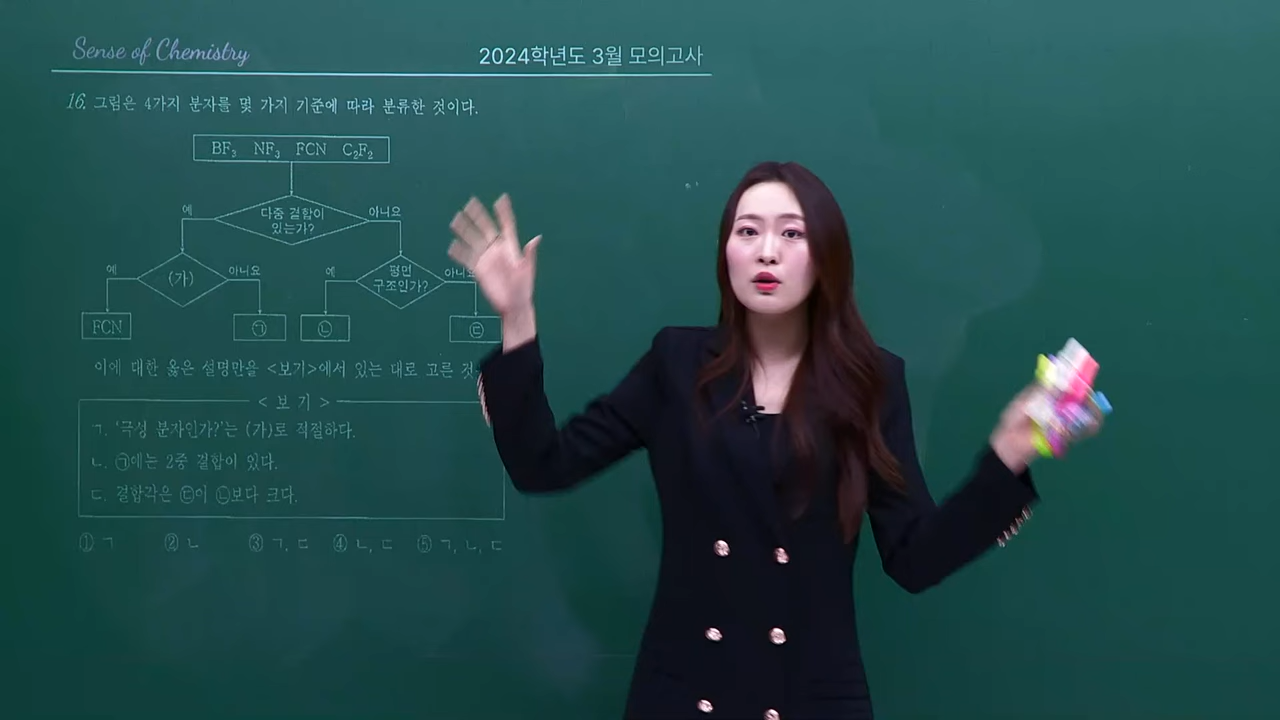 Sense of Chemistry
2024학년도 3월 모의고사
16. 그림은 4가지 분자를 몇 가지 기준에 따라 분류한 것이다.
BF₃ NF₃ FCN C₂F₂
예 다중 결합이 아니요
있는가?
예 (가) 아니요 예 평면 아니요
구조인가?
FCN ㉠ ㉡ ㉢
이에 대한 옳은 설명만을 <보기>에서 있는 대로 고른 것
< 보 기 >
ㄱ. ‘극성 분자인가?’는 (가)로 적절하다.
ㄴ. ㉠에는 2중 결합이 있다.
ㄷ. 결합각은 ㉢이 ㉡보다 크다.
① ㄱ ② ㄴ ③ ㄱ, ㄷ ④ ㄴ, ㄷ ⑤ ㄱ, ㄴ, ㄷ